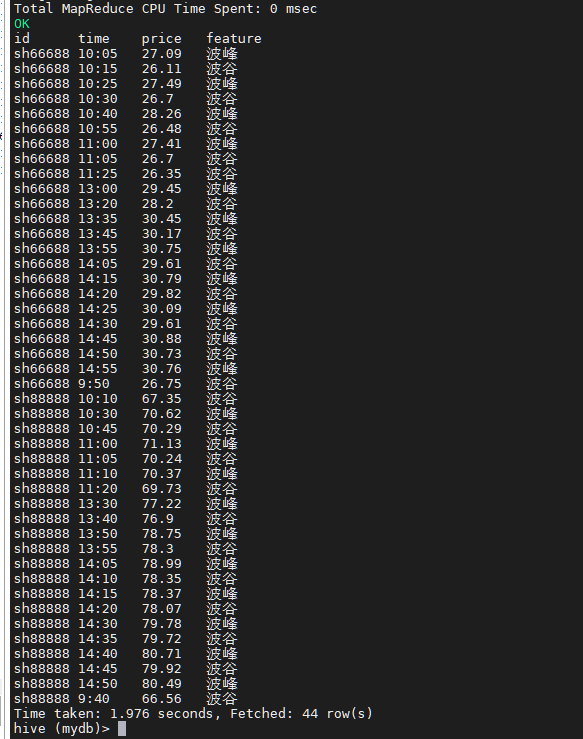 Total MapReduce CPU Time Spent: 0 msec
OK
id time price feature
sh66688 10:05 27.09 波峰
sh66688 10:15 26.11 波谷
sh66688 10:25 27.49 波峰
sh66688 10:30 26.7 波谷
sh66688 10:40 28.26 波峰
sh66688 10:55 26.48 波谷
sh66688 11:00 27.41 波峰
sh66688 11:05 26.7 波谷
sh66688 11:25 26.35 波谷
sh66688 13:00 29.45 波峰
sh66688 13:20 28.2 波谷
sh66688 13:35 30.45 波峰
sh66688 13:45 30.17 波谷
sh66688 13:55 30.75 波峰
sh66688 14:05 29.61 波谷
sh66688 14:15 30.79 波峰
sh66688 14:20 29.82 波谷
sh66688 14:25 30.09 波峰
sh66688 14:30 29.61 波谷
sh66688 14:45 30.88 波峰
sh66688 14:50 30.73 波谷
sh66688 14:55 30.76 波峰
sh66688 9:50 26.75 波谷
sh88888 10:10 67.35 波谷
sh88888 10:30 70.62 波峰
sh88888 10:45 70.29 波谷
sh88888 11:00 71.13 波峰
sh88888 11:05 70.24 波谷
sh88888 11:10 70.37 波峰
sh88888 11:20 69.73 波谷
sh88888 13:30 77.22 波峰
sh88888 13:40 76.9 波谷
sh88888 13:50 78.75 波峰
sh88888 13:55 78.3 波谷
sh88888 14:05 78.99 波峰
sh88888 14:10 78.35 波谷
sh88888 14:15 78.37 波峰
sh88888 14:20 78.07 波谷
sh88888 14:30 79.78 波峰
sh88888 14:35 79.72 波谷
sh88888 14:40 80.71 波峰
sh88888 14:45 79.92 波谷
sh88888 14:50 80.49 波峰
sh88888 9:40 66.56 波谷
Time taken: 1.976 seconds, Fetched: 44 row(s)
hive (mydb)>